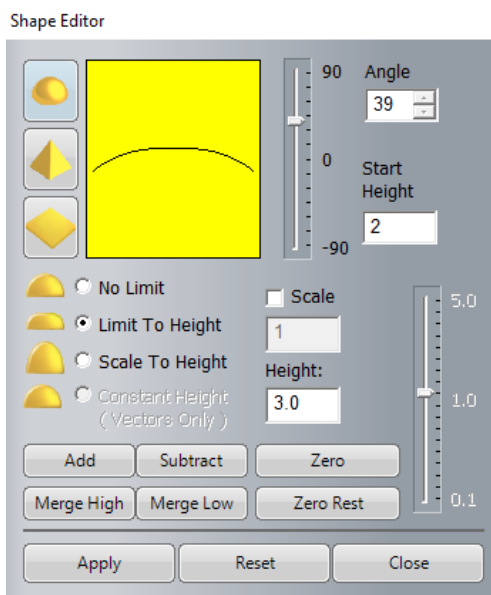 Shape Editor
90
Angle
39
0
Start
Height
2
-90
No Limit
Scale
5.0
Limit To Height
1
Scale To Height
Height:
Constant Height
( Vectors Only )
3.0
1.0
Add
Subtract
Zero
Merge High
Merge Low
Zero Rest
0.1
Apply
Reset
Close